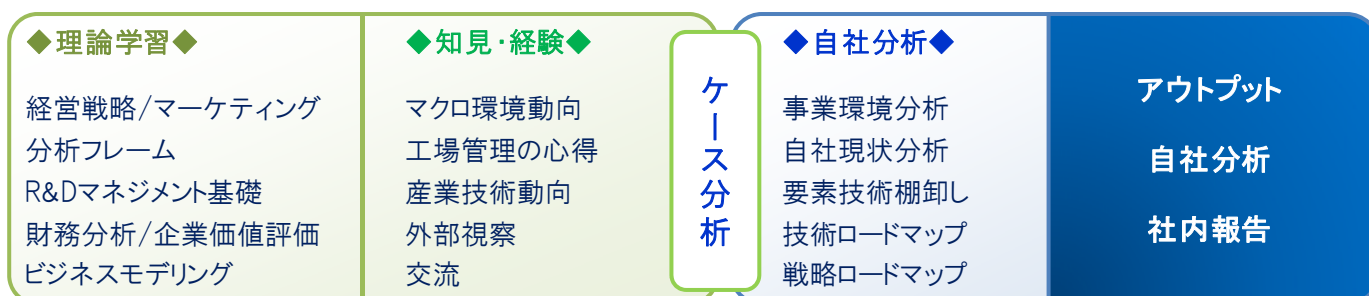 ◆理論学習◆
経営戦略/マーケティング
分析フレーム
R&Dマネジメント基礎
財務分析/企業価値評価
ビジネスモデリング
◆知見・経験◆
マクロ環境動向
工場管理の心得
産業技術動向
外部視察
交流
ケース分析
◆自社分析◆
事業環境分析
自社現状分析
要素技術棚卸し
技術ロードマップ
戦略ロードマップ
アウトプット
自社分析
社内報告